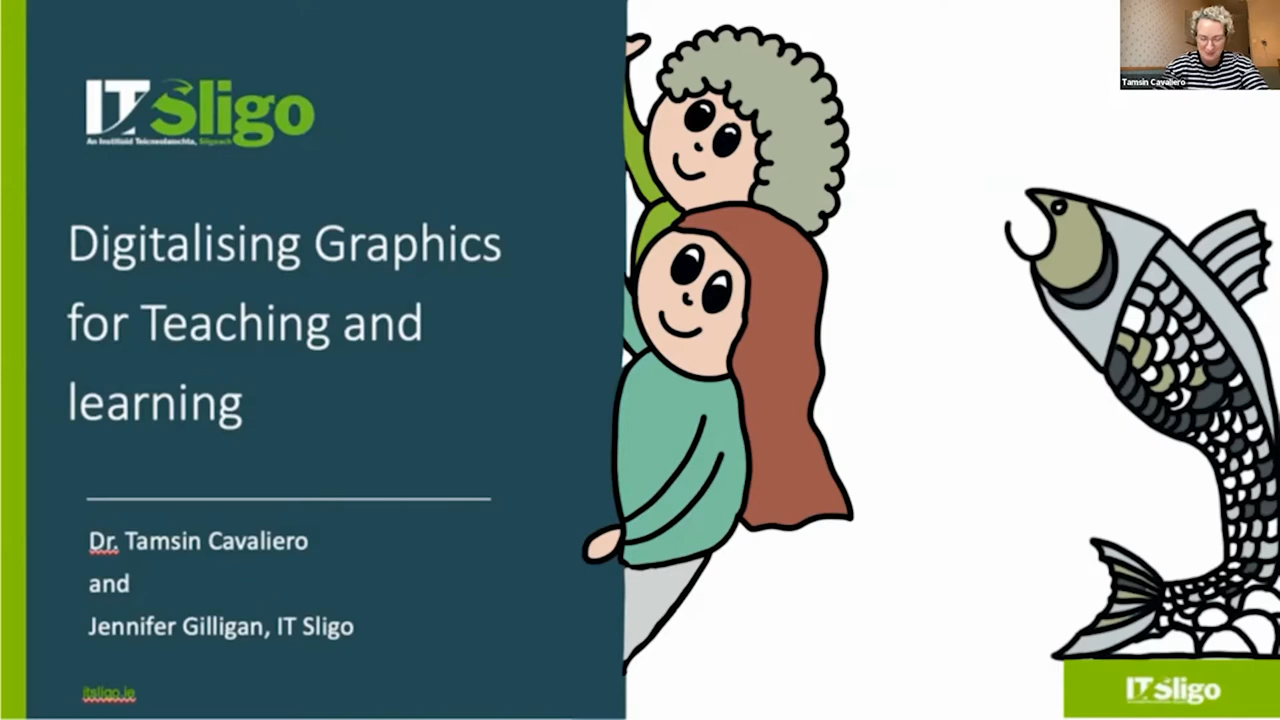 IT Sligo
An Institiúid Teicneolaíochta, Sligeach
Digitalising Graphics
for Teaching and
learning
Dr. Tamsin Cavaliero
and
Jennifer Gilligan, IT Sligo
itsligo.ie
Tamsin Cavaliero
IT Sligo